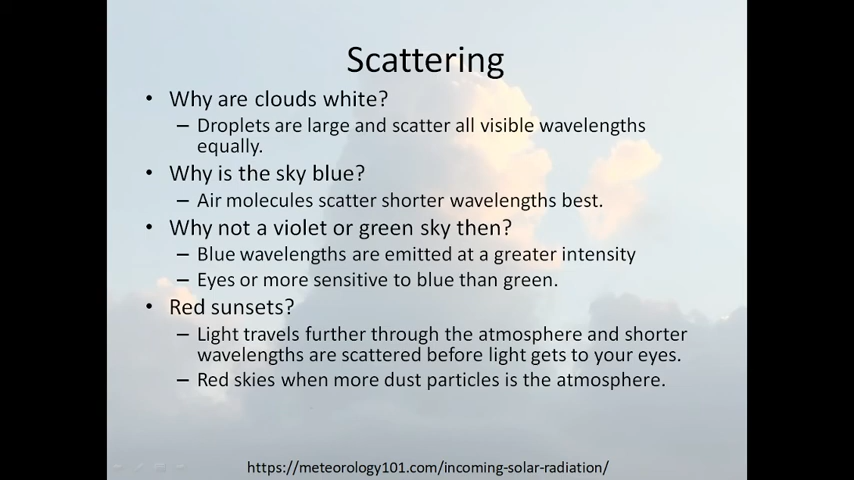 Scattering
• Why are clouds white?
– Droplets are large and scatter all visible wavelengths
equally.
• Why is the sky blue?
– Air molecules scatter shorter wavelengths best.
• Why not a violet or green sky then?
– Blue wavelengths are emitted at a greater intensity
– Eyes or more sensitive to blue than green.
• Red sunsets?
– Light travels further through the atmosphere and shorter
wavelengths are scattered before light gets to your eyes.
– Red skies when more dust particles is the atmosphere.
https://meteorology101.com/incoming-solar-radiation/